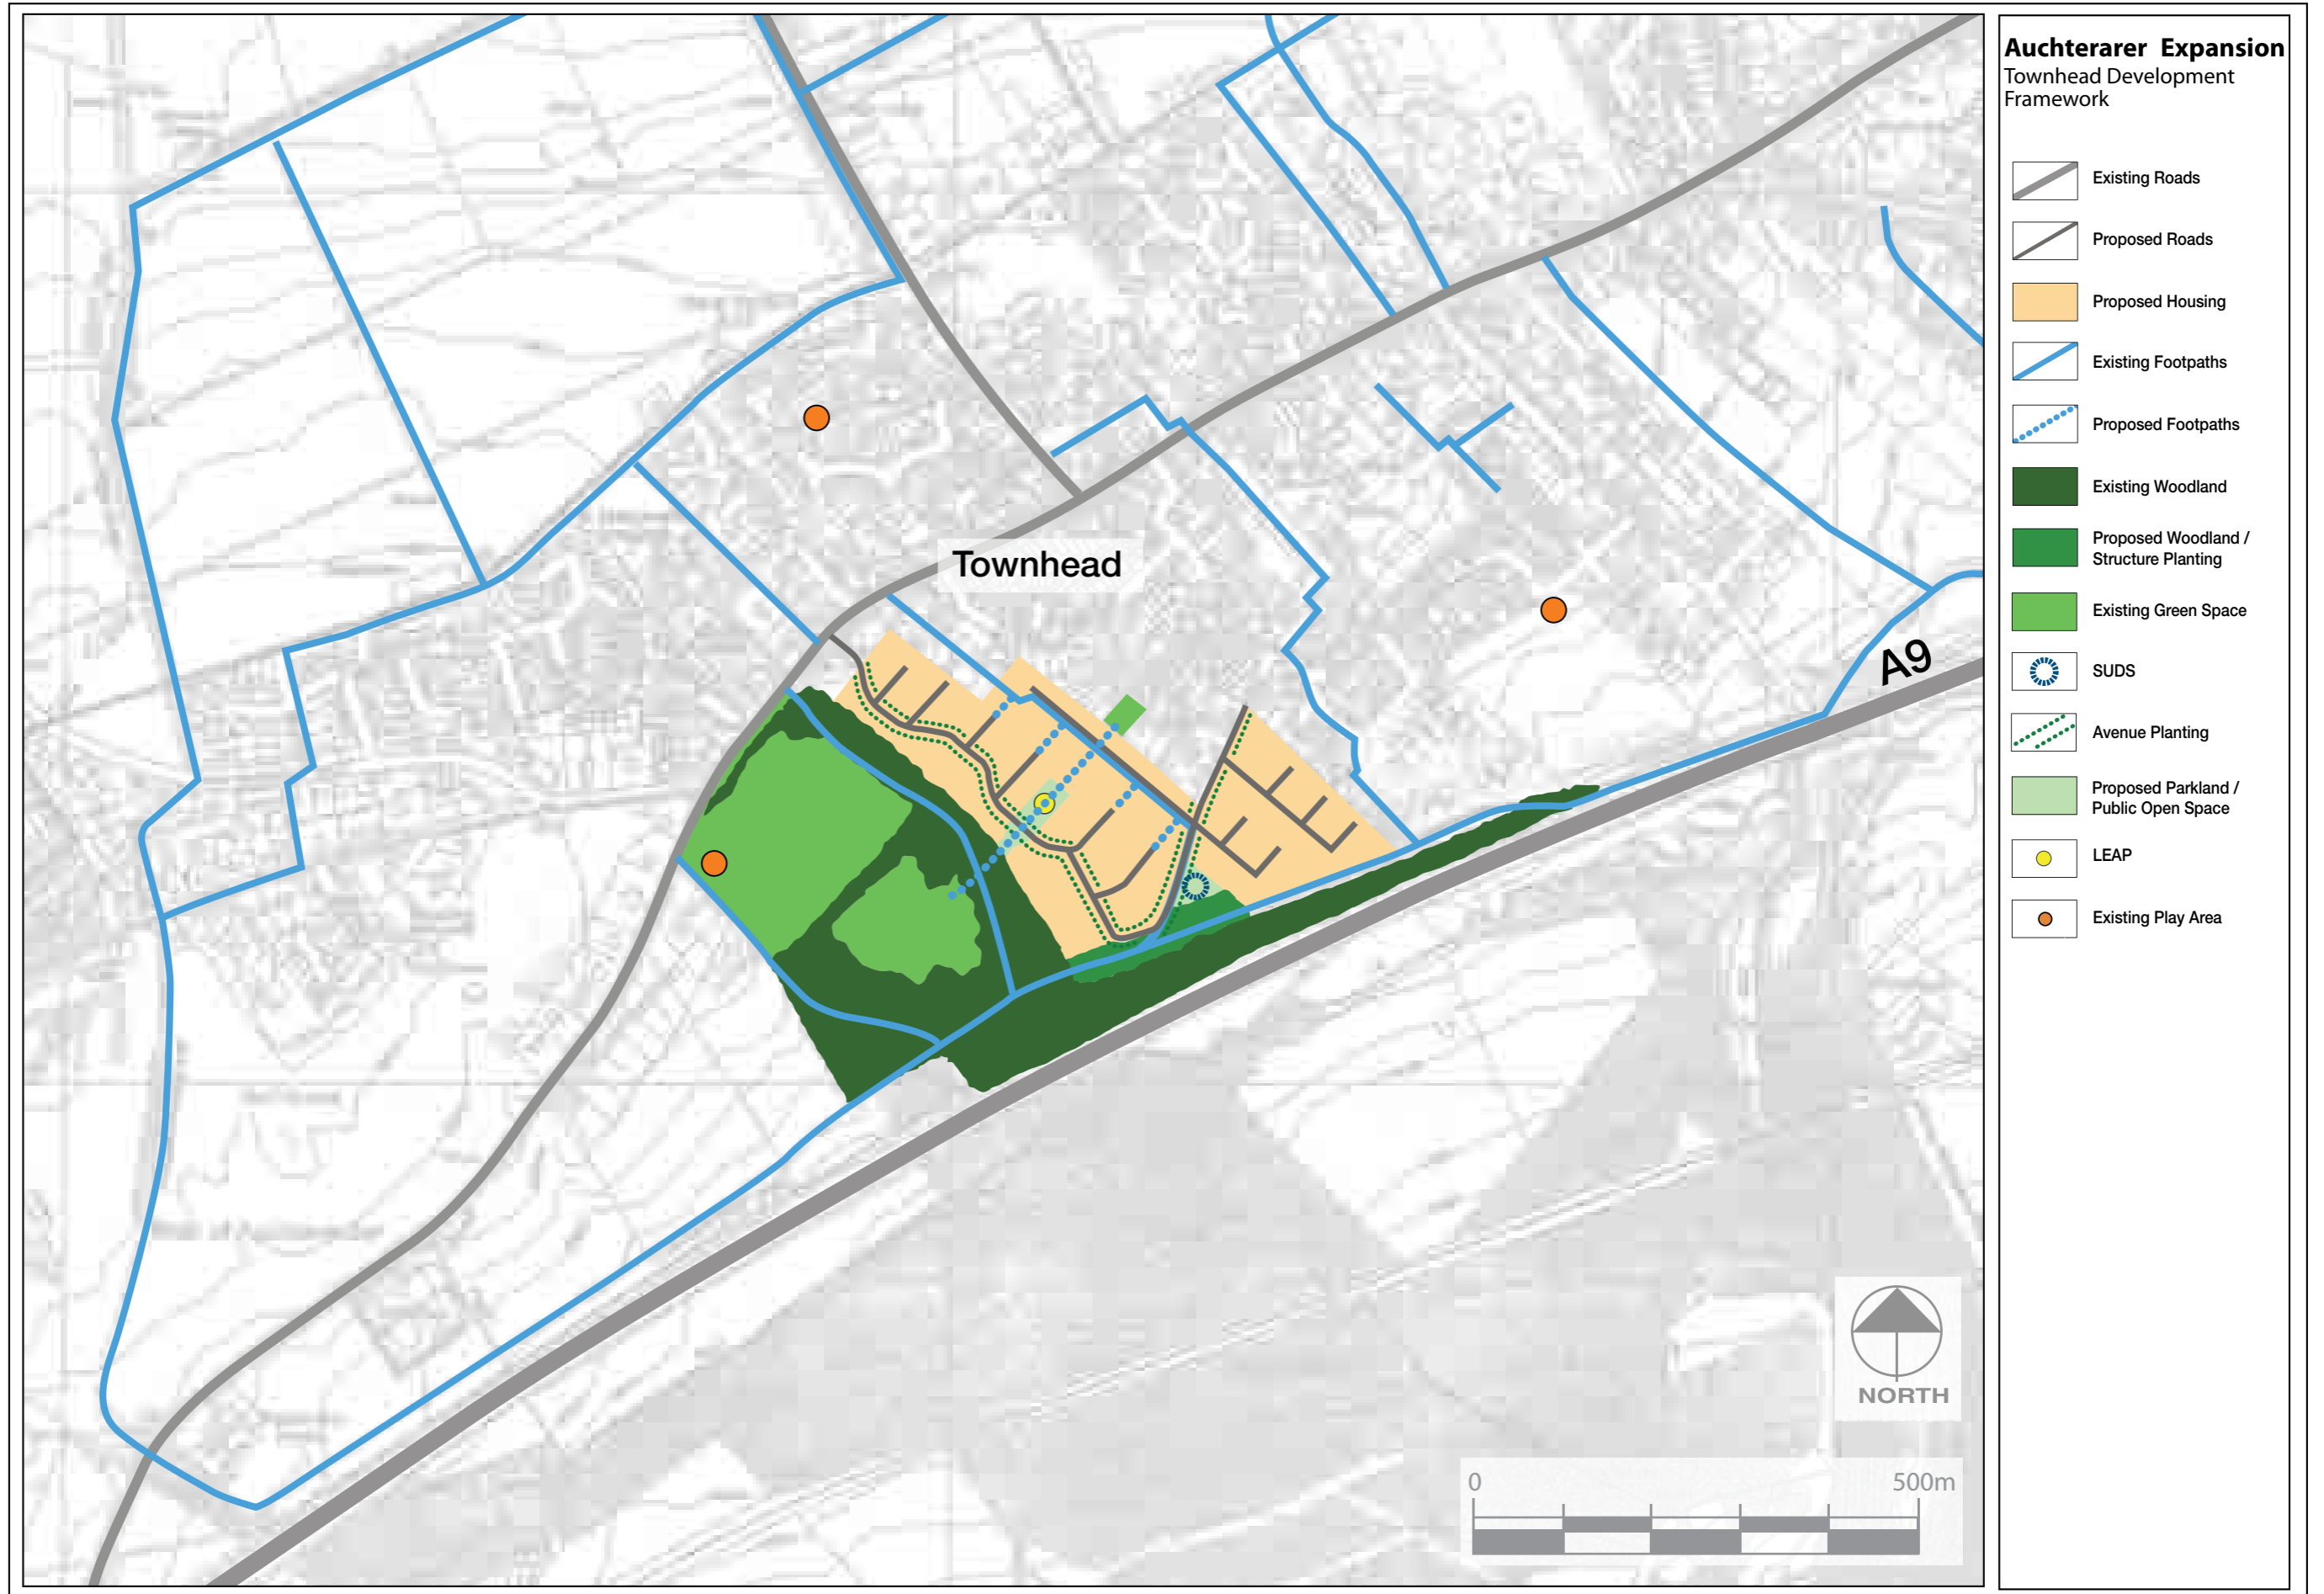 Auchterarer Expansion
Townhead Development
Framework
Existing Roads
Proposed Roads
Proposed Housing
Existing Footpaths
Proposed Footpaths
Existing Woodland
Proposed Woodland /
Structure Planting
Existing Green Space
SUDS
Avenue Planting
Proposed Parkland /
Public Open Space
LEAP
Existing Play Area
Townhead
A9
NORTH
0 500m